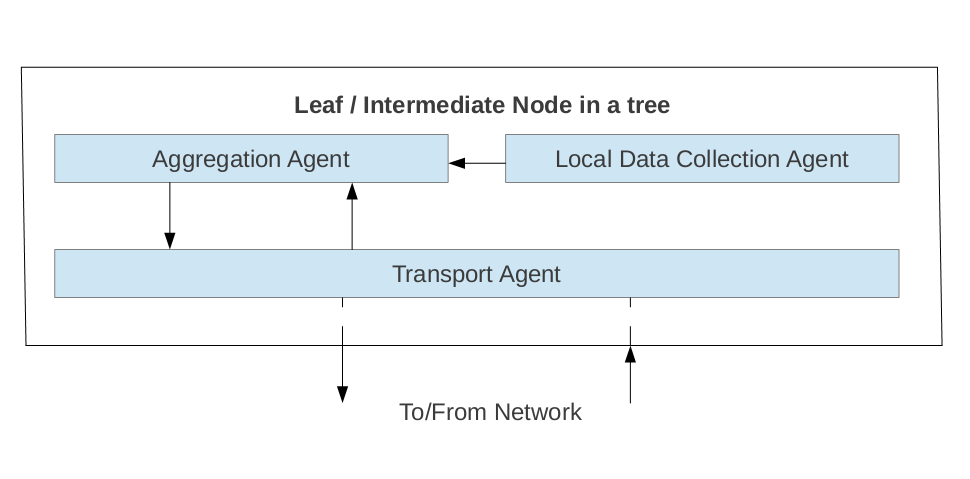 Leaf / Intermediate Node in a tree
Aggregation Agent
Local Data Collection Agent
Transport Agent
To/From Network